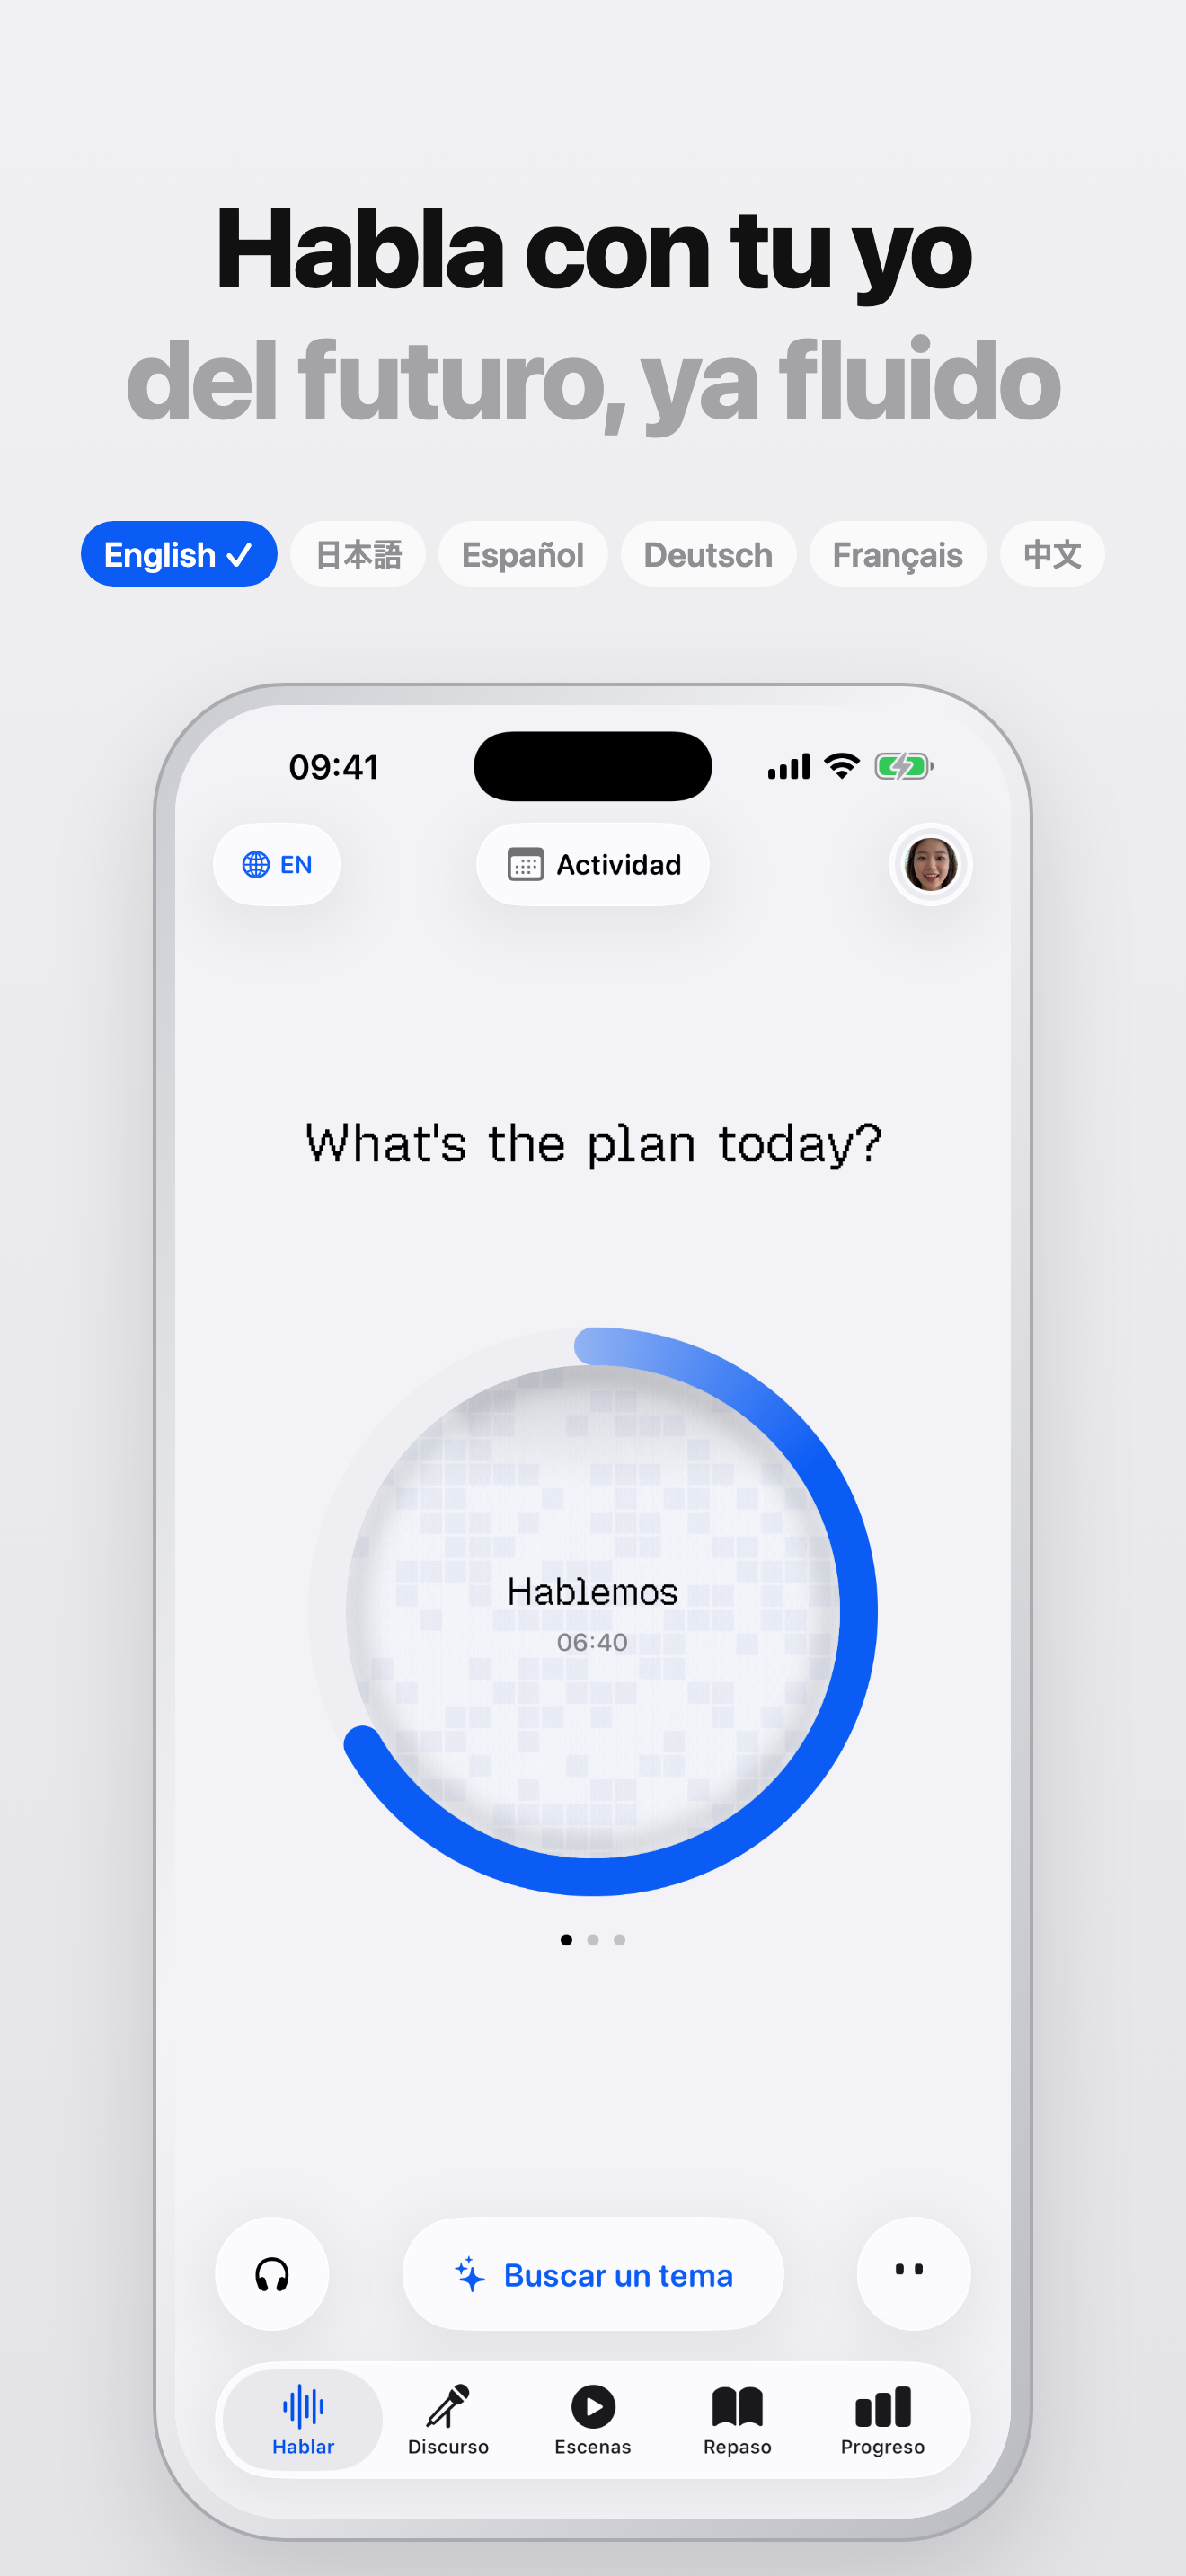 Habla con tu yo
del futuro, ya fluido
English ✓ 日本語 Español Deutsch Français 中文
09:41
EN Actividad
What's the plan today?
Hablemos
06:40
Buscar un tema
Hablar Discurso Escenas Repaso Progreso